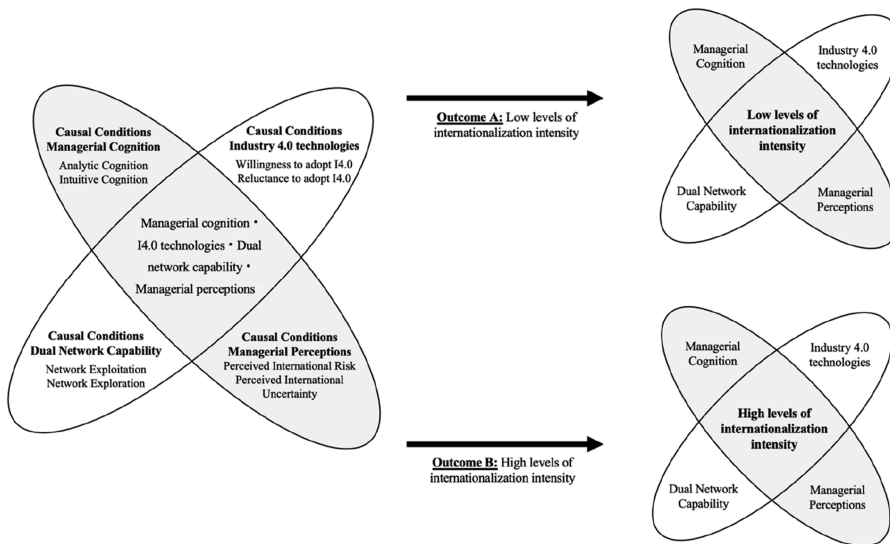 Causal Conditions
Managerial Cognition
Analytic Cognition
Intuitive Cognition
Causal Conditions
Industry 4.0 technologies
Willingness to adopt I4.0
Reluctance to adopt I4.0
Managerial cognition •
I4.0 technologies • Dual
network capability •
Managerial perceptions
Causal Conditions
Dual Network Capability
Network Exploitation
Network Exploration
Causal Conditions
Managerial Perceptions
Perceived International Risk
Perceived International
Uncertainty
Outcome A: Low levels of
internationalization intensity
Managerial
Cognition
Industry 4.0
technologies
Low levels of
internationalization
intensity
Dual Network
Capability
Managerial
Perceptions
Outcome B: High levels of
internationalization intensity
Managerial
Cognition
Industry 4.0
technologies
High levels of
internationalization
intensity
Dual Network
Capability
Managerial
Perceptions